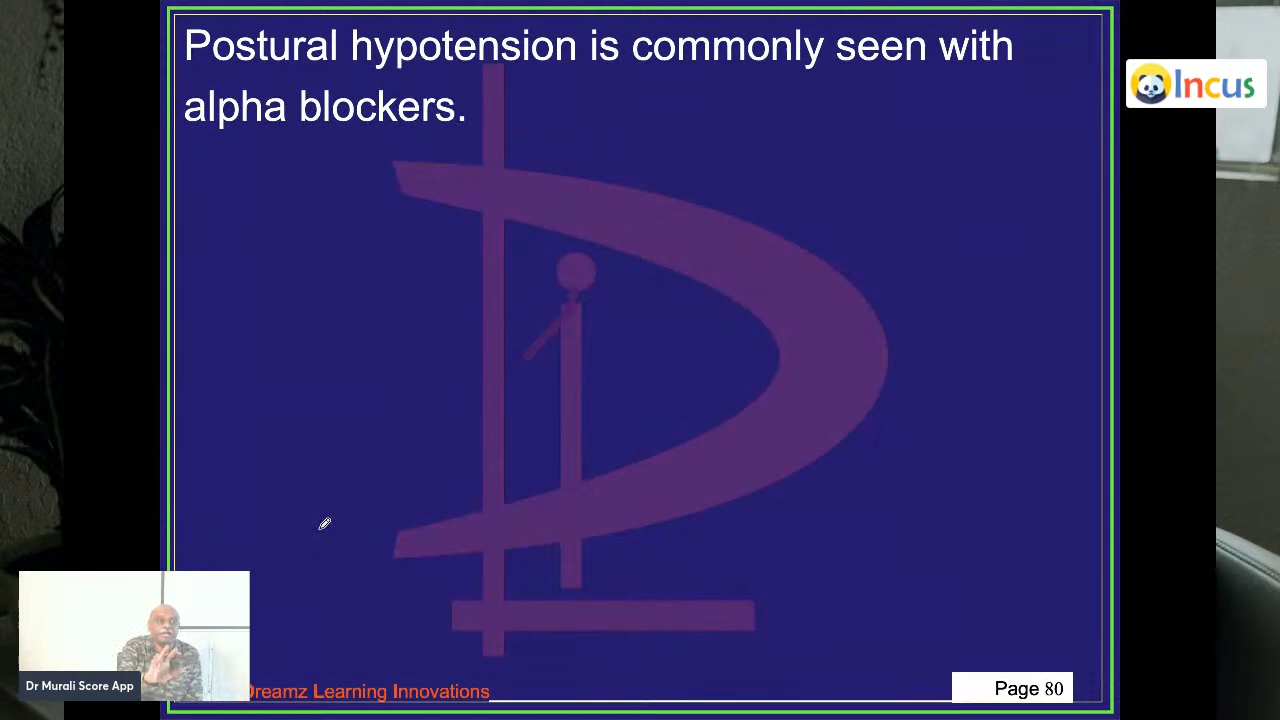 Postural hypotension is commonly seen with
alpha blockers.
Incus
Dr Murali Score App
Dreamz Learning Innovations
Page 80